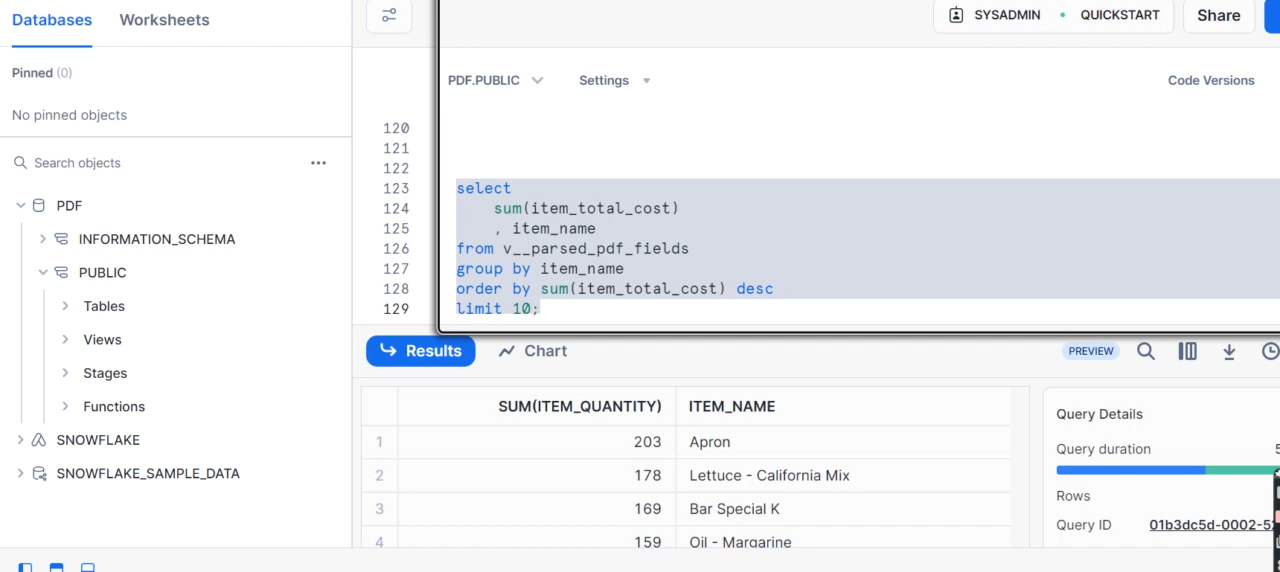 Databases
Worksheets
Pinned (0)
No pinned objects
Search objects
PDF
INFORMATION_SCHEMA
PUBLIC
Tables
Views
Stages
Functions
SNOWFLAKE
SNOWFLAKE_SAMPLE_DATA
SYSADMIN • QUICKSTART
Share
PDF.PUBLIC
Settings
Code Versions
120
121
122
123 select
124 sum(item_total_cost)
125 , item_name
126 from v__parsed_pdf_fields
127 group by item_name
128 order by sum(item_total_cost) desc
129 limit 10;
Results
Chart
PREVIEW
SUM(ITEM_QUANTITY) ITEM_NAME
1 203 Apron
2 178 Lettuce - California Mix
3 169 Bar Special K
4 159 Oil - Margarine
Query Details
Query duration 5
Rows
Query ID 01b3dc5d-0002-52